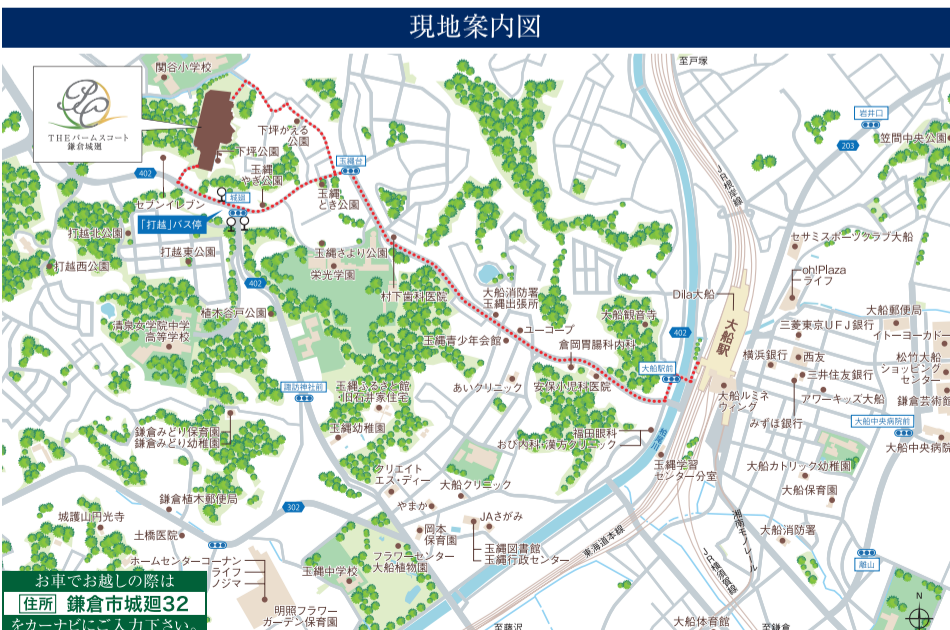 現地案内図
至戸塚
関谷小学校
THEパームスコート
鎌倉城廻
下坪かえる
公園
下坪公園
玉縄
やぎ公園
玉縄台
402
セブンイレブン
城廻
玉縄
とき公園
「打越」バス停
打越北公園
打越東公園
打越西公園
402
玉縄さより公園
栄光学園
村下歯科医院
植木谷戸公園
清泉女学院中学
高等学校
大船消防署
玉縄出張所
ユーコープ
玉縄青少年会館
大船観音寺
倉岡胃腸科内科
大船駅前
402
Dila大船
大船駅
JR根岸線
岩井口
203
笠間中央公園
セサミスポーツクラブ大船
oh!Plaza
ライフ
大船郵便局
三菱東京UFJ銀行
イトーヨーカドー
横浜銀行
西友
三井住友銀行
松竹大船
ショッピング
センター
アワーキッズ大船
大船ルミネ
ウィング
みずほ銀行
鎌倉芸術館
大船中央病院前
大船中央病院
諏訪神社前
玉縄ふるさと館
旧石井家住宅
あいクリニック
安保小児科医院
鎌倉みどり保育園
鎌倉みどり幼稚園
玉縄幼稚園
福田眼科
おび内科・漢方クリニック
玉縄学習
センター分室
大船カトリック幼稚園
大船保育園
クリエイト
エス・ディー
大船クリニック
鎌倉植木郵便局
302
やまか
城護山円光寺
土橋医院
岡本
保育園
JAさがみ
玉縄図書館
玉縄行政センター
東海道本線
湘南モノレール
大船消防署
JR横須賀線
離山
ホームセンターコーナン
ライフ
ノジマ
フラワーセンター
大船植物園
玉縄中学校
明照フラワー
ガーデン保育園
至藤沢
大船体育館
至鎌倉
N
お車でお越しの際は
住所 鎌倉市城廻32
をカーナビにご入力下さい。